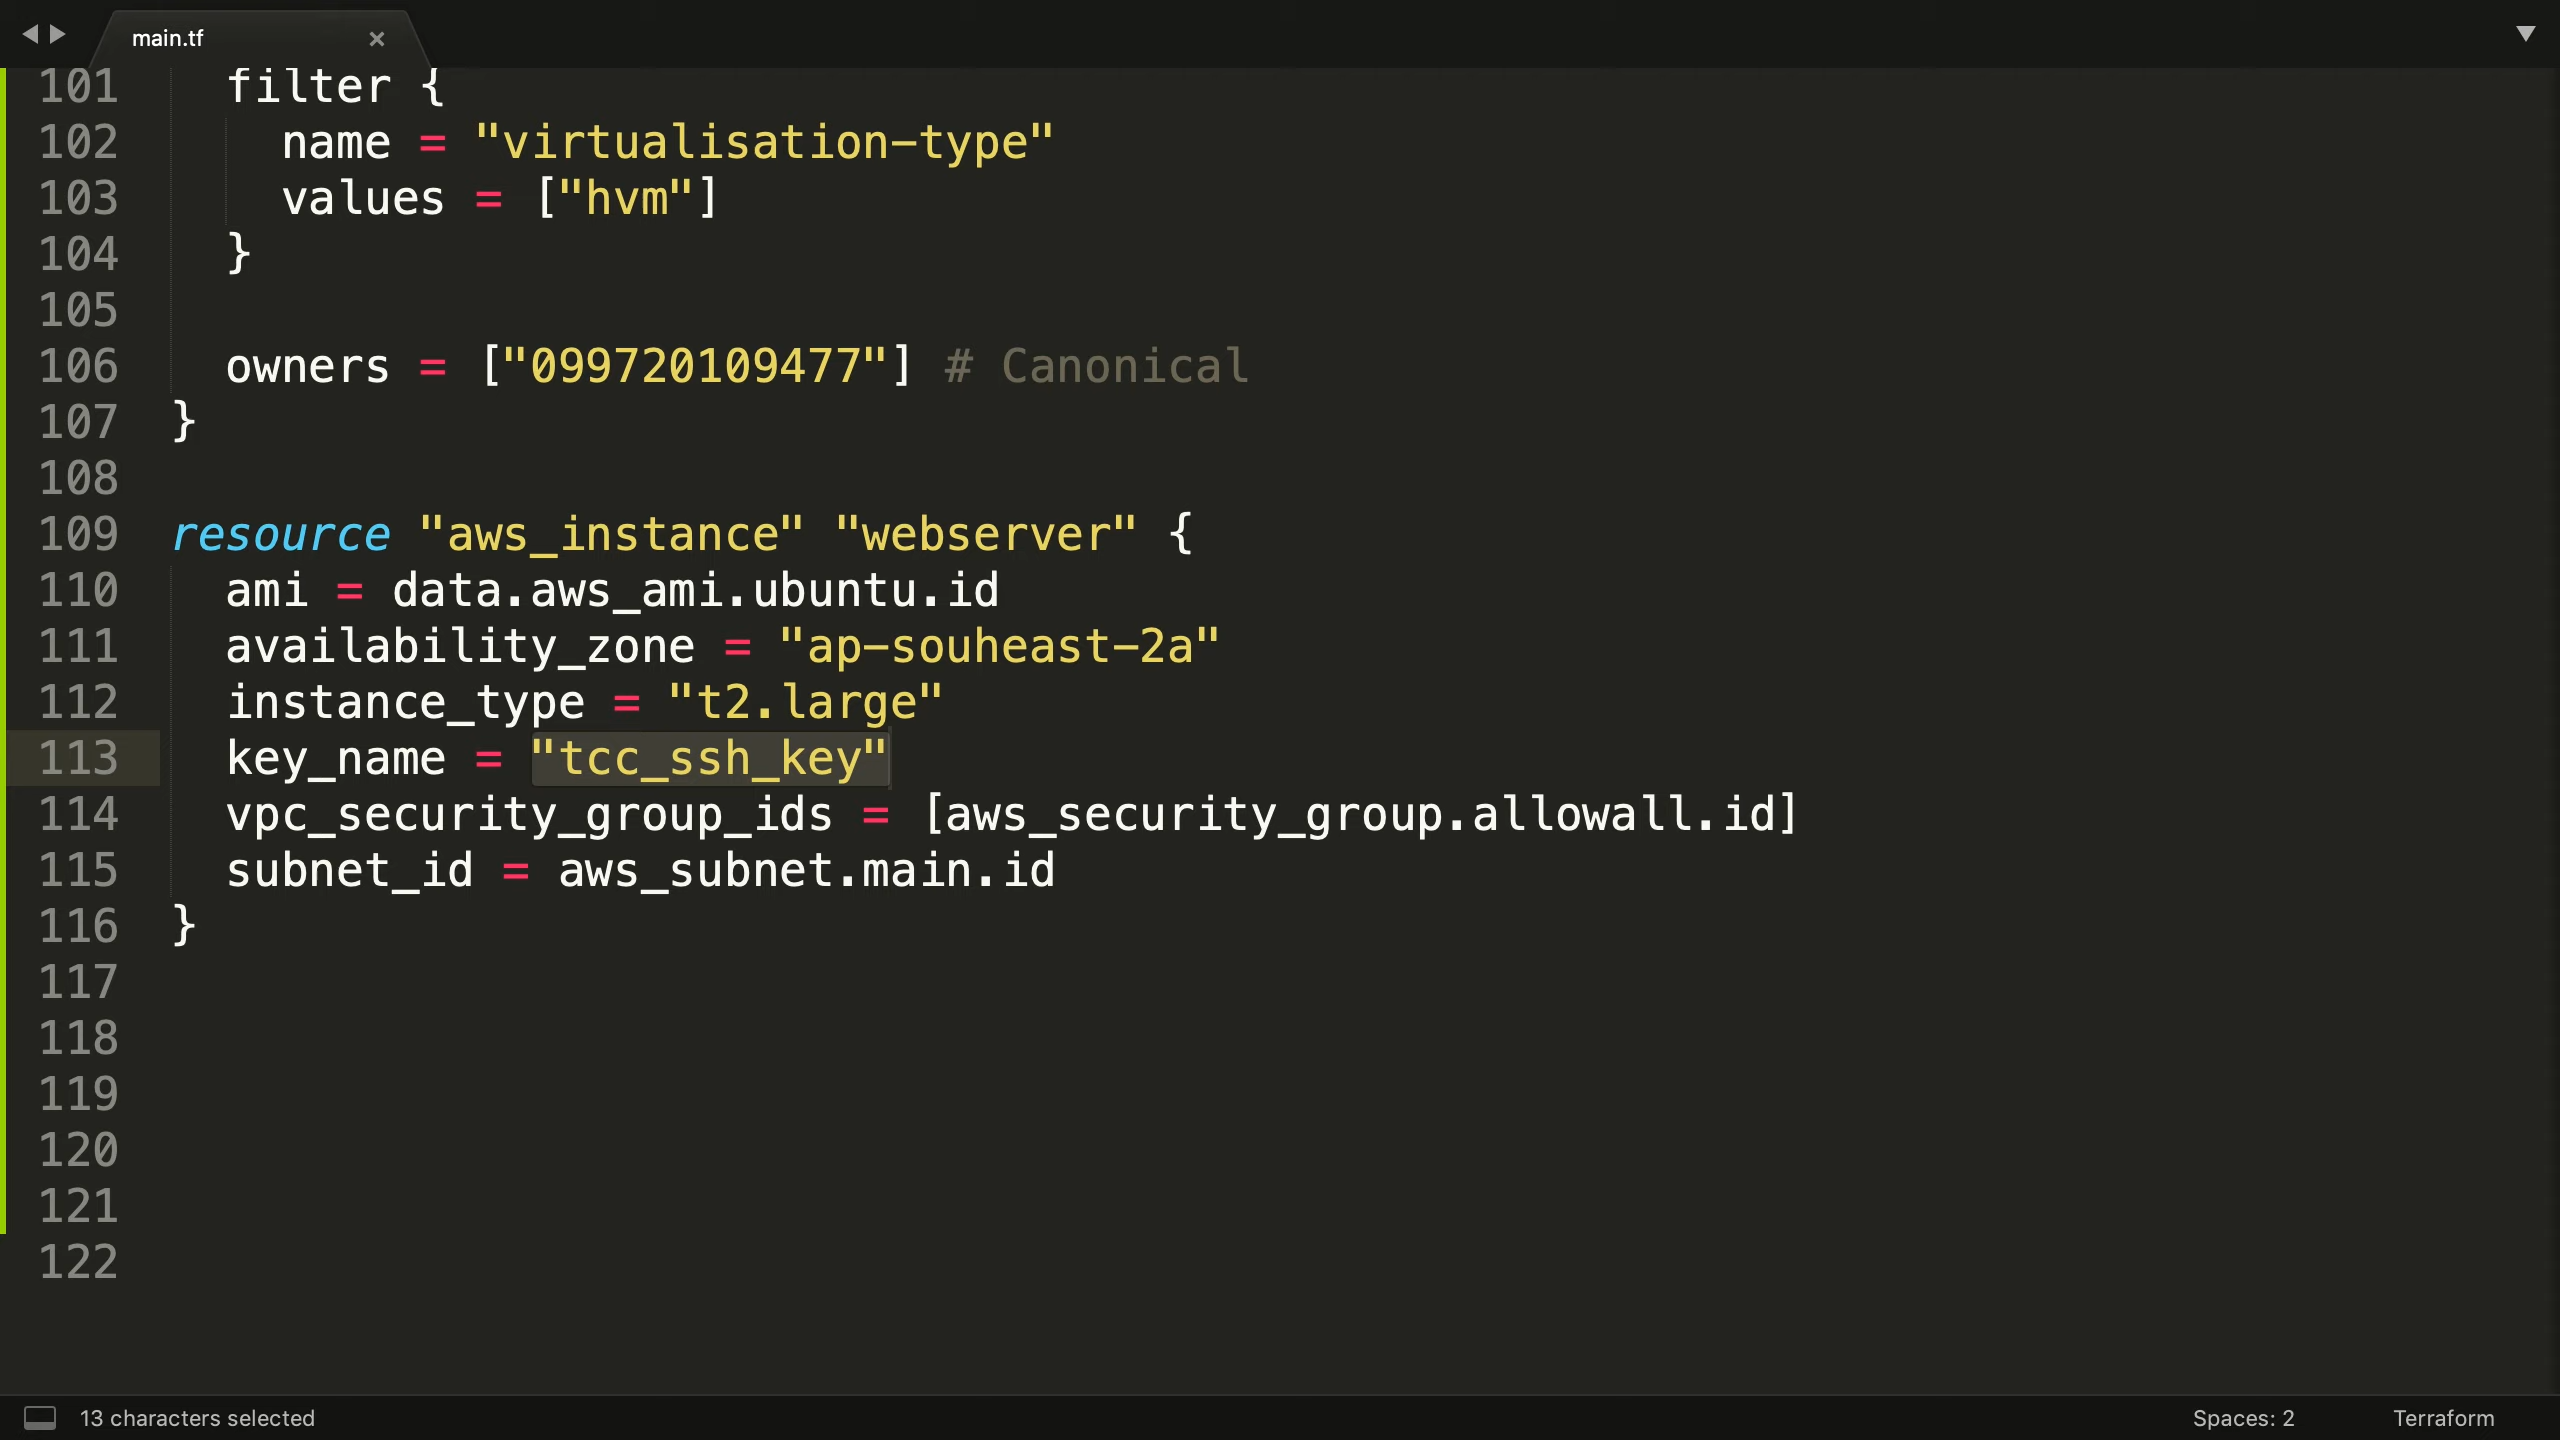 main.tf
101 filter {
102 name = "virtualisation-type"
103 values = ["hvm"]
104 }
105
106 owners = ["099720109477"] # Canonical
107 }
108
109 resource "aws_instance" "webserver" {
110 ami = data.aws_ami.ubuntu.id
111 availability_zone = "ap-souheast-2a"
112 instance_type = "t2.large"
113 key_name = "tcc_ssh_key"
114 vpc_security_group_ids = [aws_security_group.allowall.id]
115 subnet_id = aws_subnet.main.id
116 }
117
118
119
120
121
122
13 characters selected Spaces: 2 Terraform